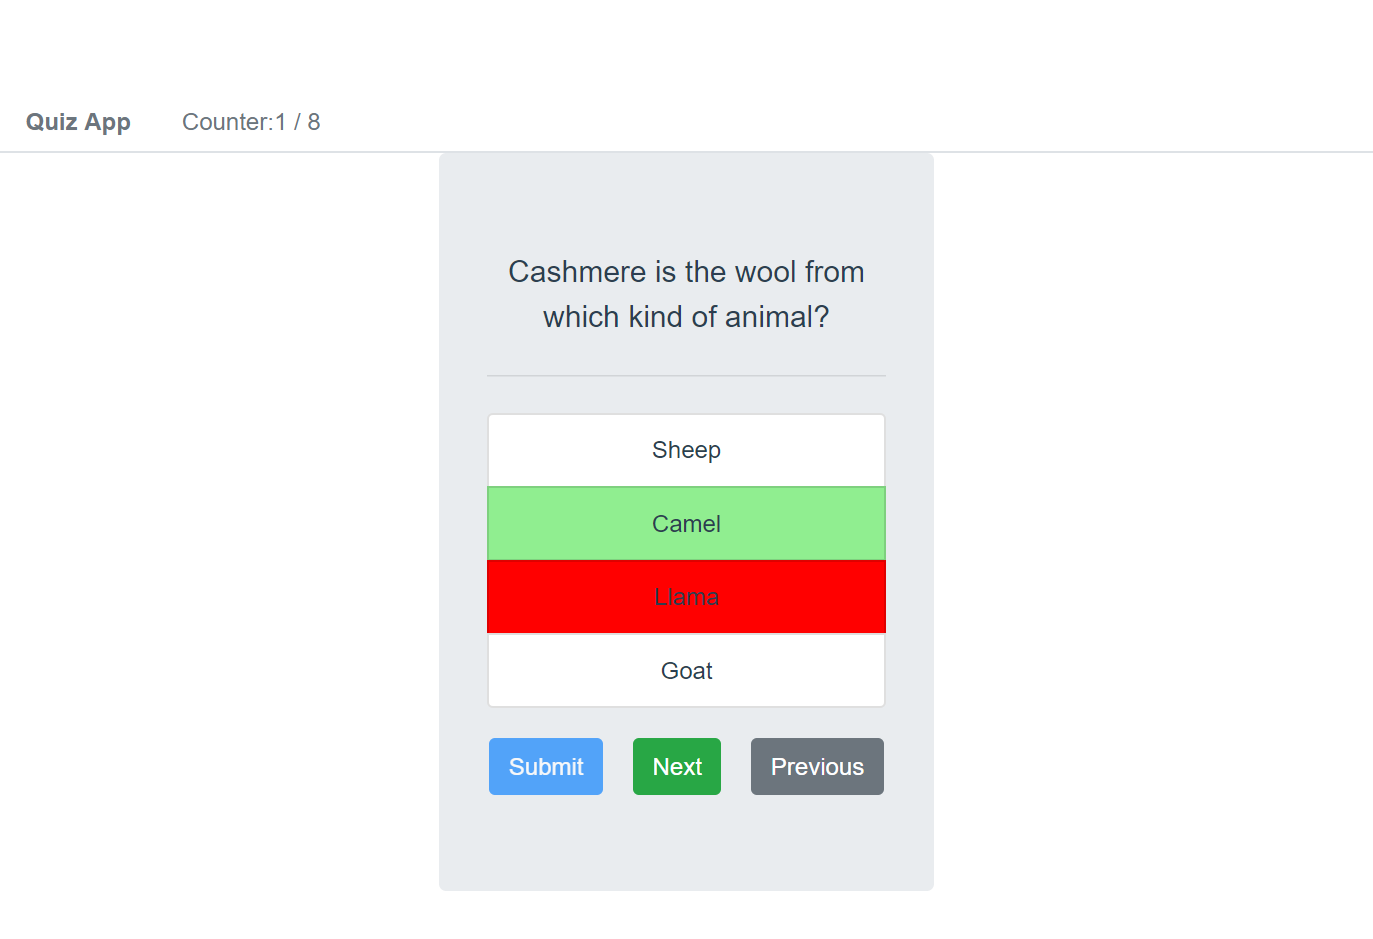 Quiz App Counter:1 / 8
Cashmere is the wool from
which kind of animal?
Sheep
Camel
Llama
Goat
Submit Next Previous